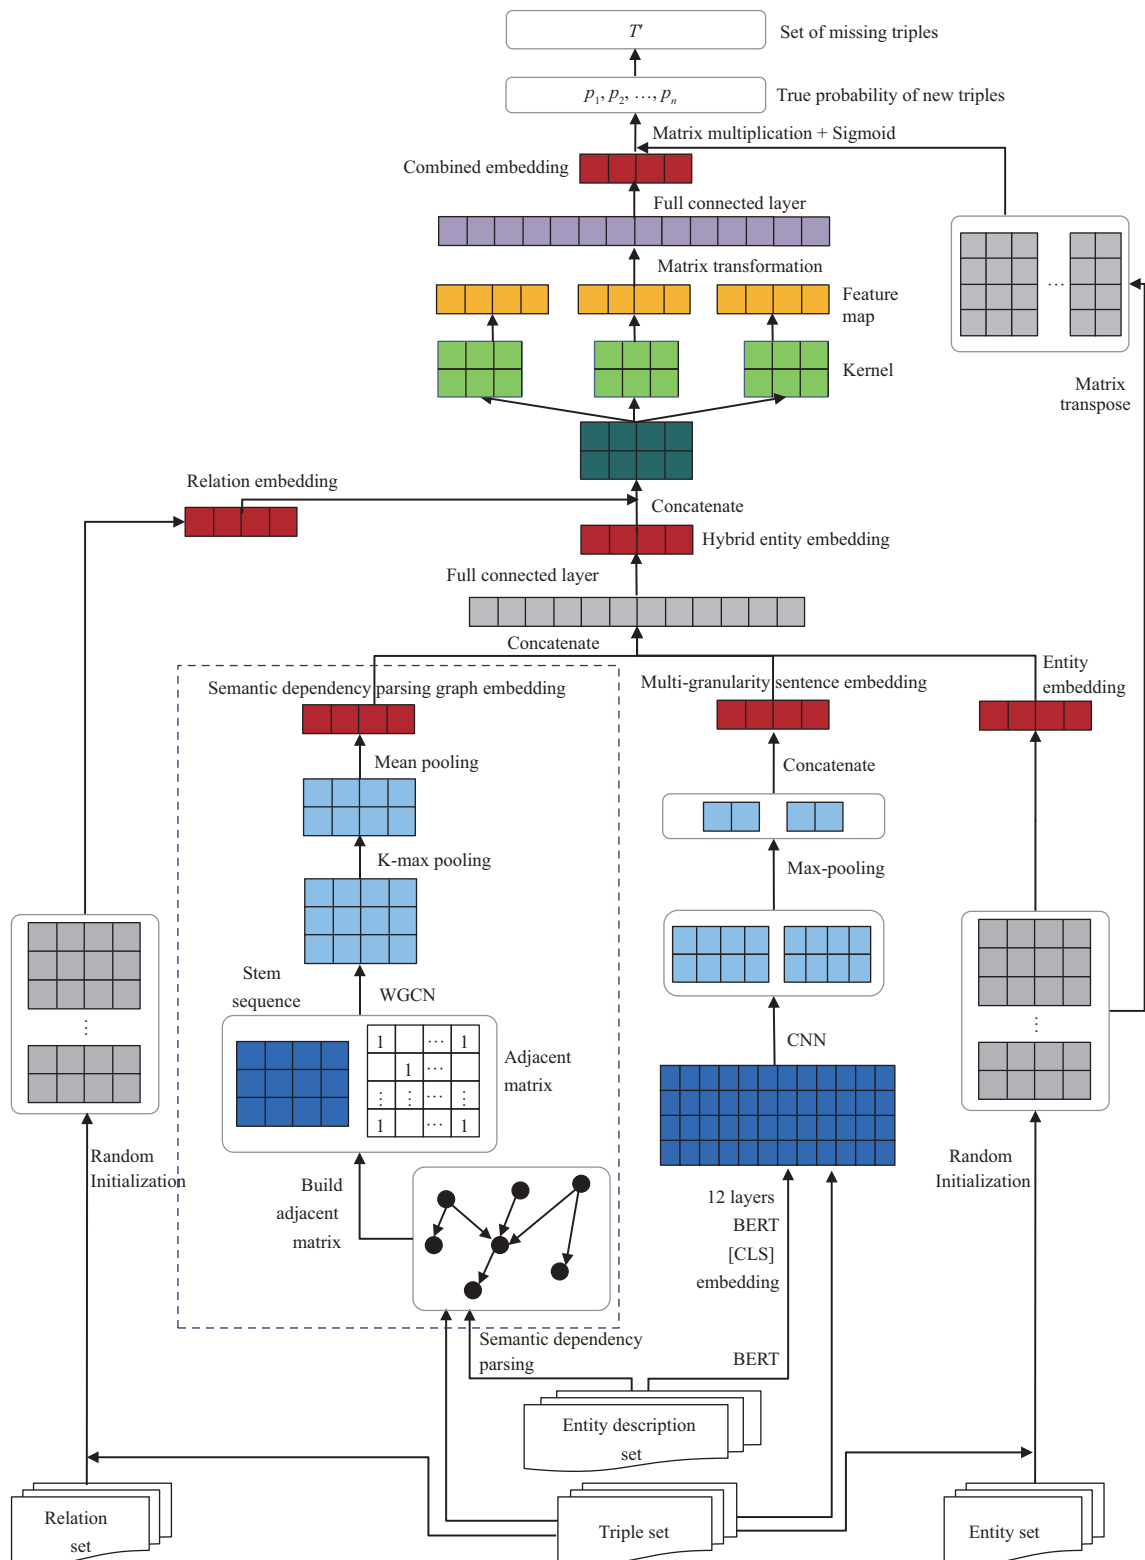 T′
Set of missing triples
p1, p2, …, pn
True probability of new triples
Matrix multiplication + Sigmoid
Combined embedding
Full connected layer
Matrix transformation
…
Feature
map
Kernel
Matrix
transpose
Relation embedding
Concatenate
Hybrid entity embedding
Full connected layer
Concatenate
Semantic dependency parsing graph embedding
Multi-granularity sentence embedding
Entity
embedding
Mean pooling
Concatenate
K-max pooling
Max-pooling
Stem
sequence
WGCN
⋮
⋮
CNN
1 … 1
1 …
⋮ ⋮ … ⋮
1 … 1
Adjacent
matrix
Random
Initialization
Build
adjacent
matrix
12 layers
BERT
[CLS]
embedding
Random
Initialization
Semantic dependency
parsing
BERT
Entity description
set
Relation
set
Triple set
Entity set